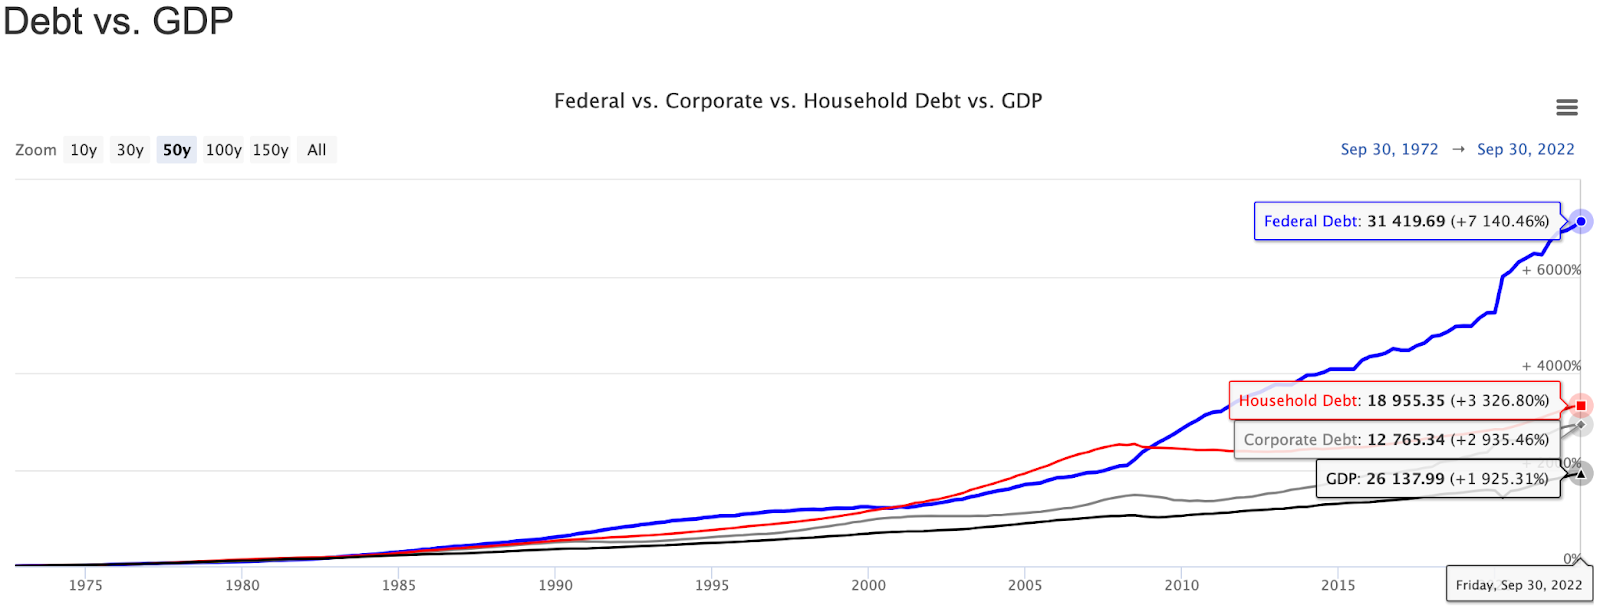 Debt vs. GDP
Federal vs. Corporate vs. Household Debt vs. GDP
Zoom 10y 30y 50y 100y 150y All
Sep 30, 1972 → Sep 30, 2022
Federal Debt: 31 419.69 (+7 140.46%)
+ 6000%
+ 4000%
Household Debt: 18 955.35 (+3 326.80%)
Corporate Debt: 12 765.34 (+2 935.46%)
+ 2000%
GDP: 26 137.99 (+1 925.31%)
0%
1975 1980 1985 1990 1995 2000 2005 2010 2015
Friday, Sep 30, 2022